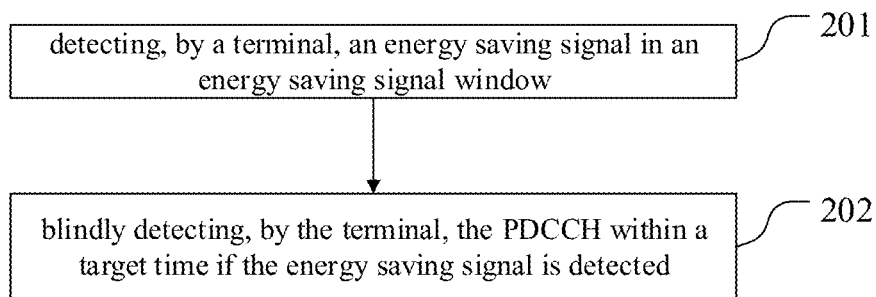 201
detecting, by a terminal, an energy saving signal in an
energy saving signal window
202
blindly detecting, by the terminal, the PDCCH within a
target time if the energy saving signal is detected